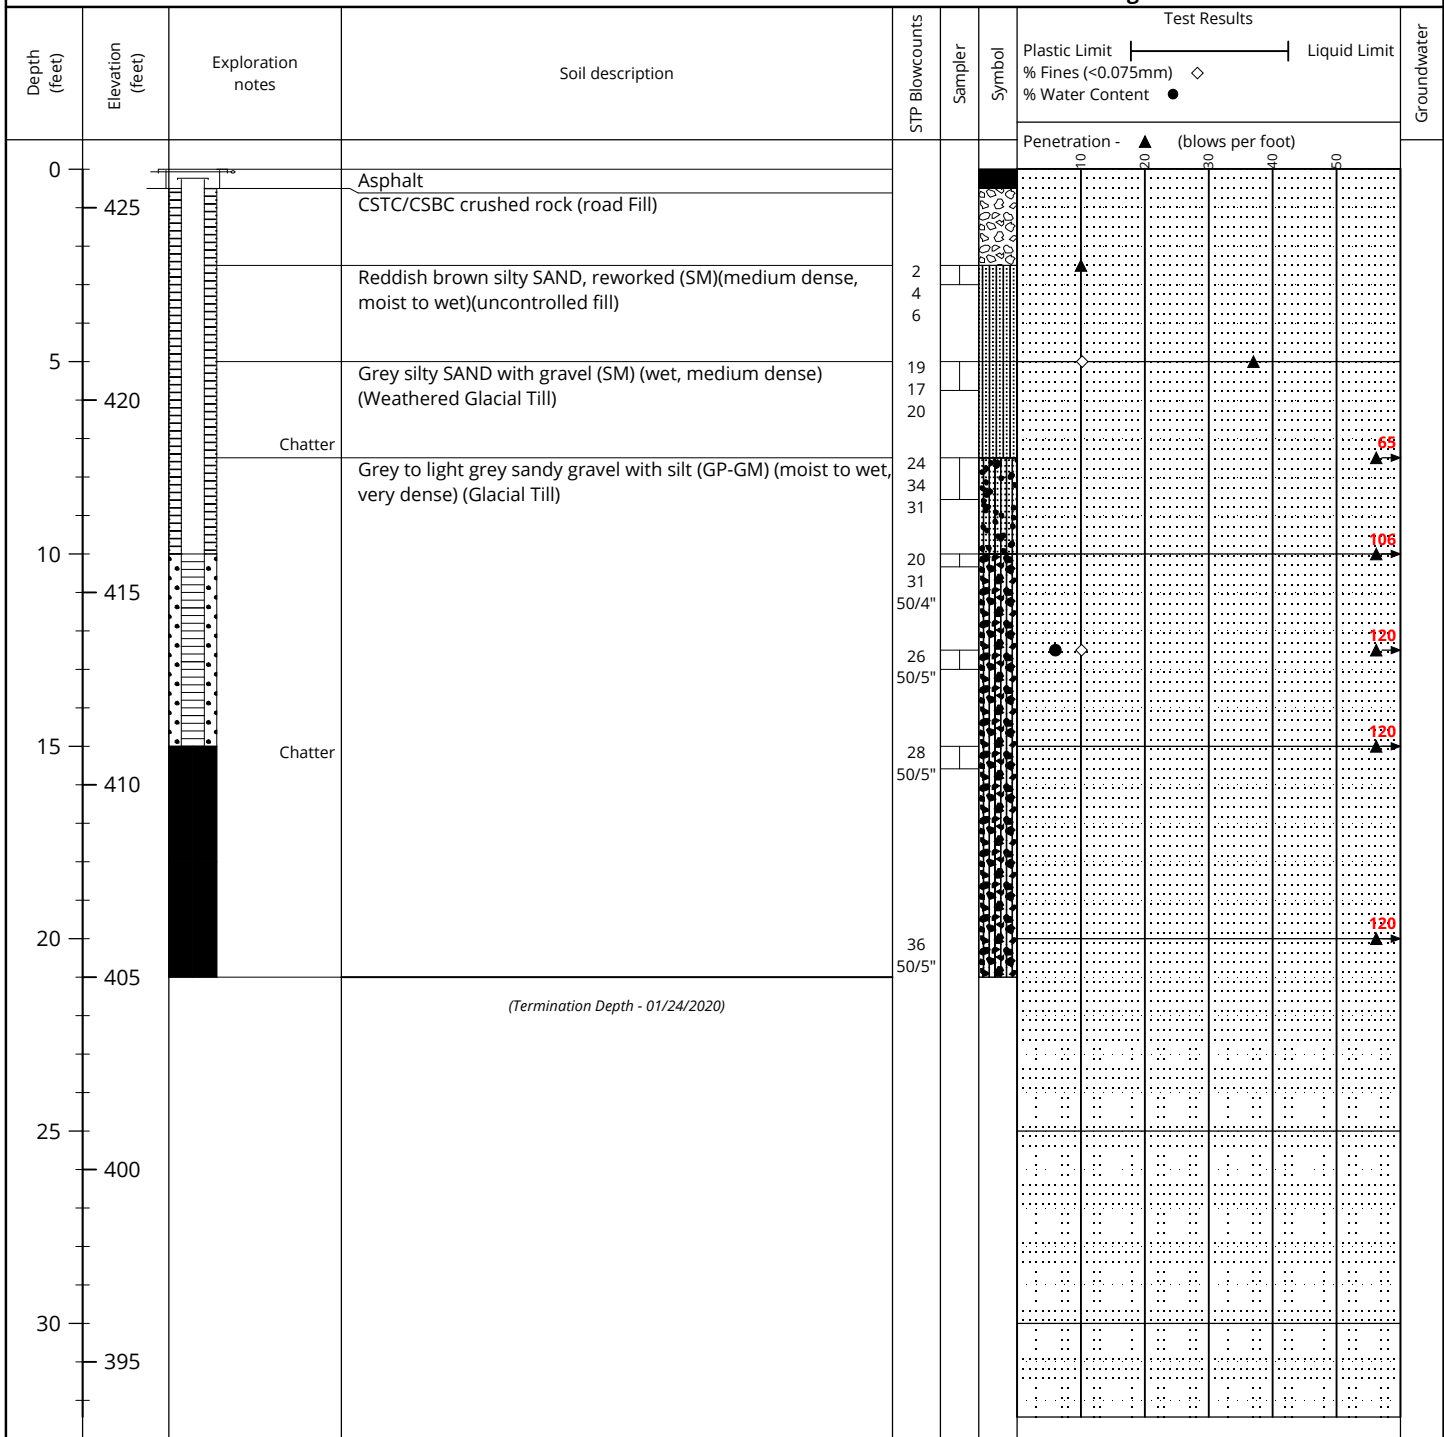 Test Results
Depth (feet)
Elevation (feet)
Exploration notes
Soil description
STP Blowcounts
Sampler
Symbol
Plastic Limit
Liquid Limit
% Fines (<0.075mm)
% Water Content
Penetration - (blows per foot)
Groundwater
10 20 30 40 50
0
Asphalt
425
CSTC/CSBC crushed rock (road Fill)
Reddish brown silty SAND, reworked (SM)(medium dense,
moist to wet)(uncontrolled fill)
2
4
6
5
Grey silty SAND with gravel (SM) (wet, medium dense)
(Weathered Glacial Till)
19
17
20
420
Chatter
65
Grey to light grey sandy gravel with silt (GP-GM) (moist to wet,
very dense) (Glacial Till)
24
34
31
106
10
20
31
50/4"
415
120
26
50/5"
120
15
Chatter
28
50/5"
410
120
20
36
50/5"
405
(Termination Depth - 01/24/2020)
25
400
30
395